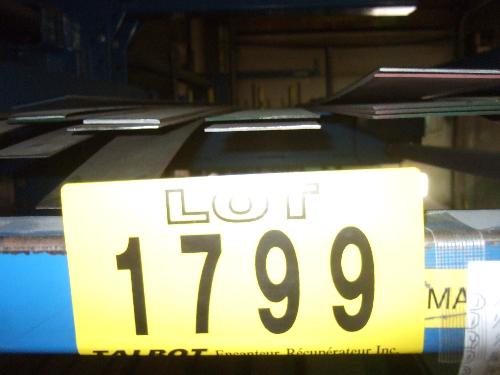 LOT
1799
TALBOT Encanteur Récupérateur Inc.
MA